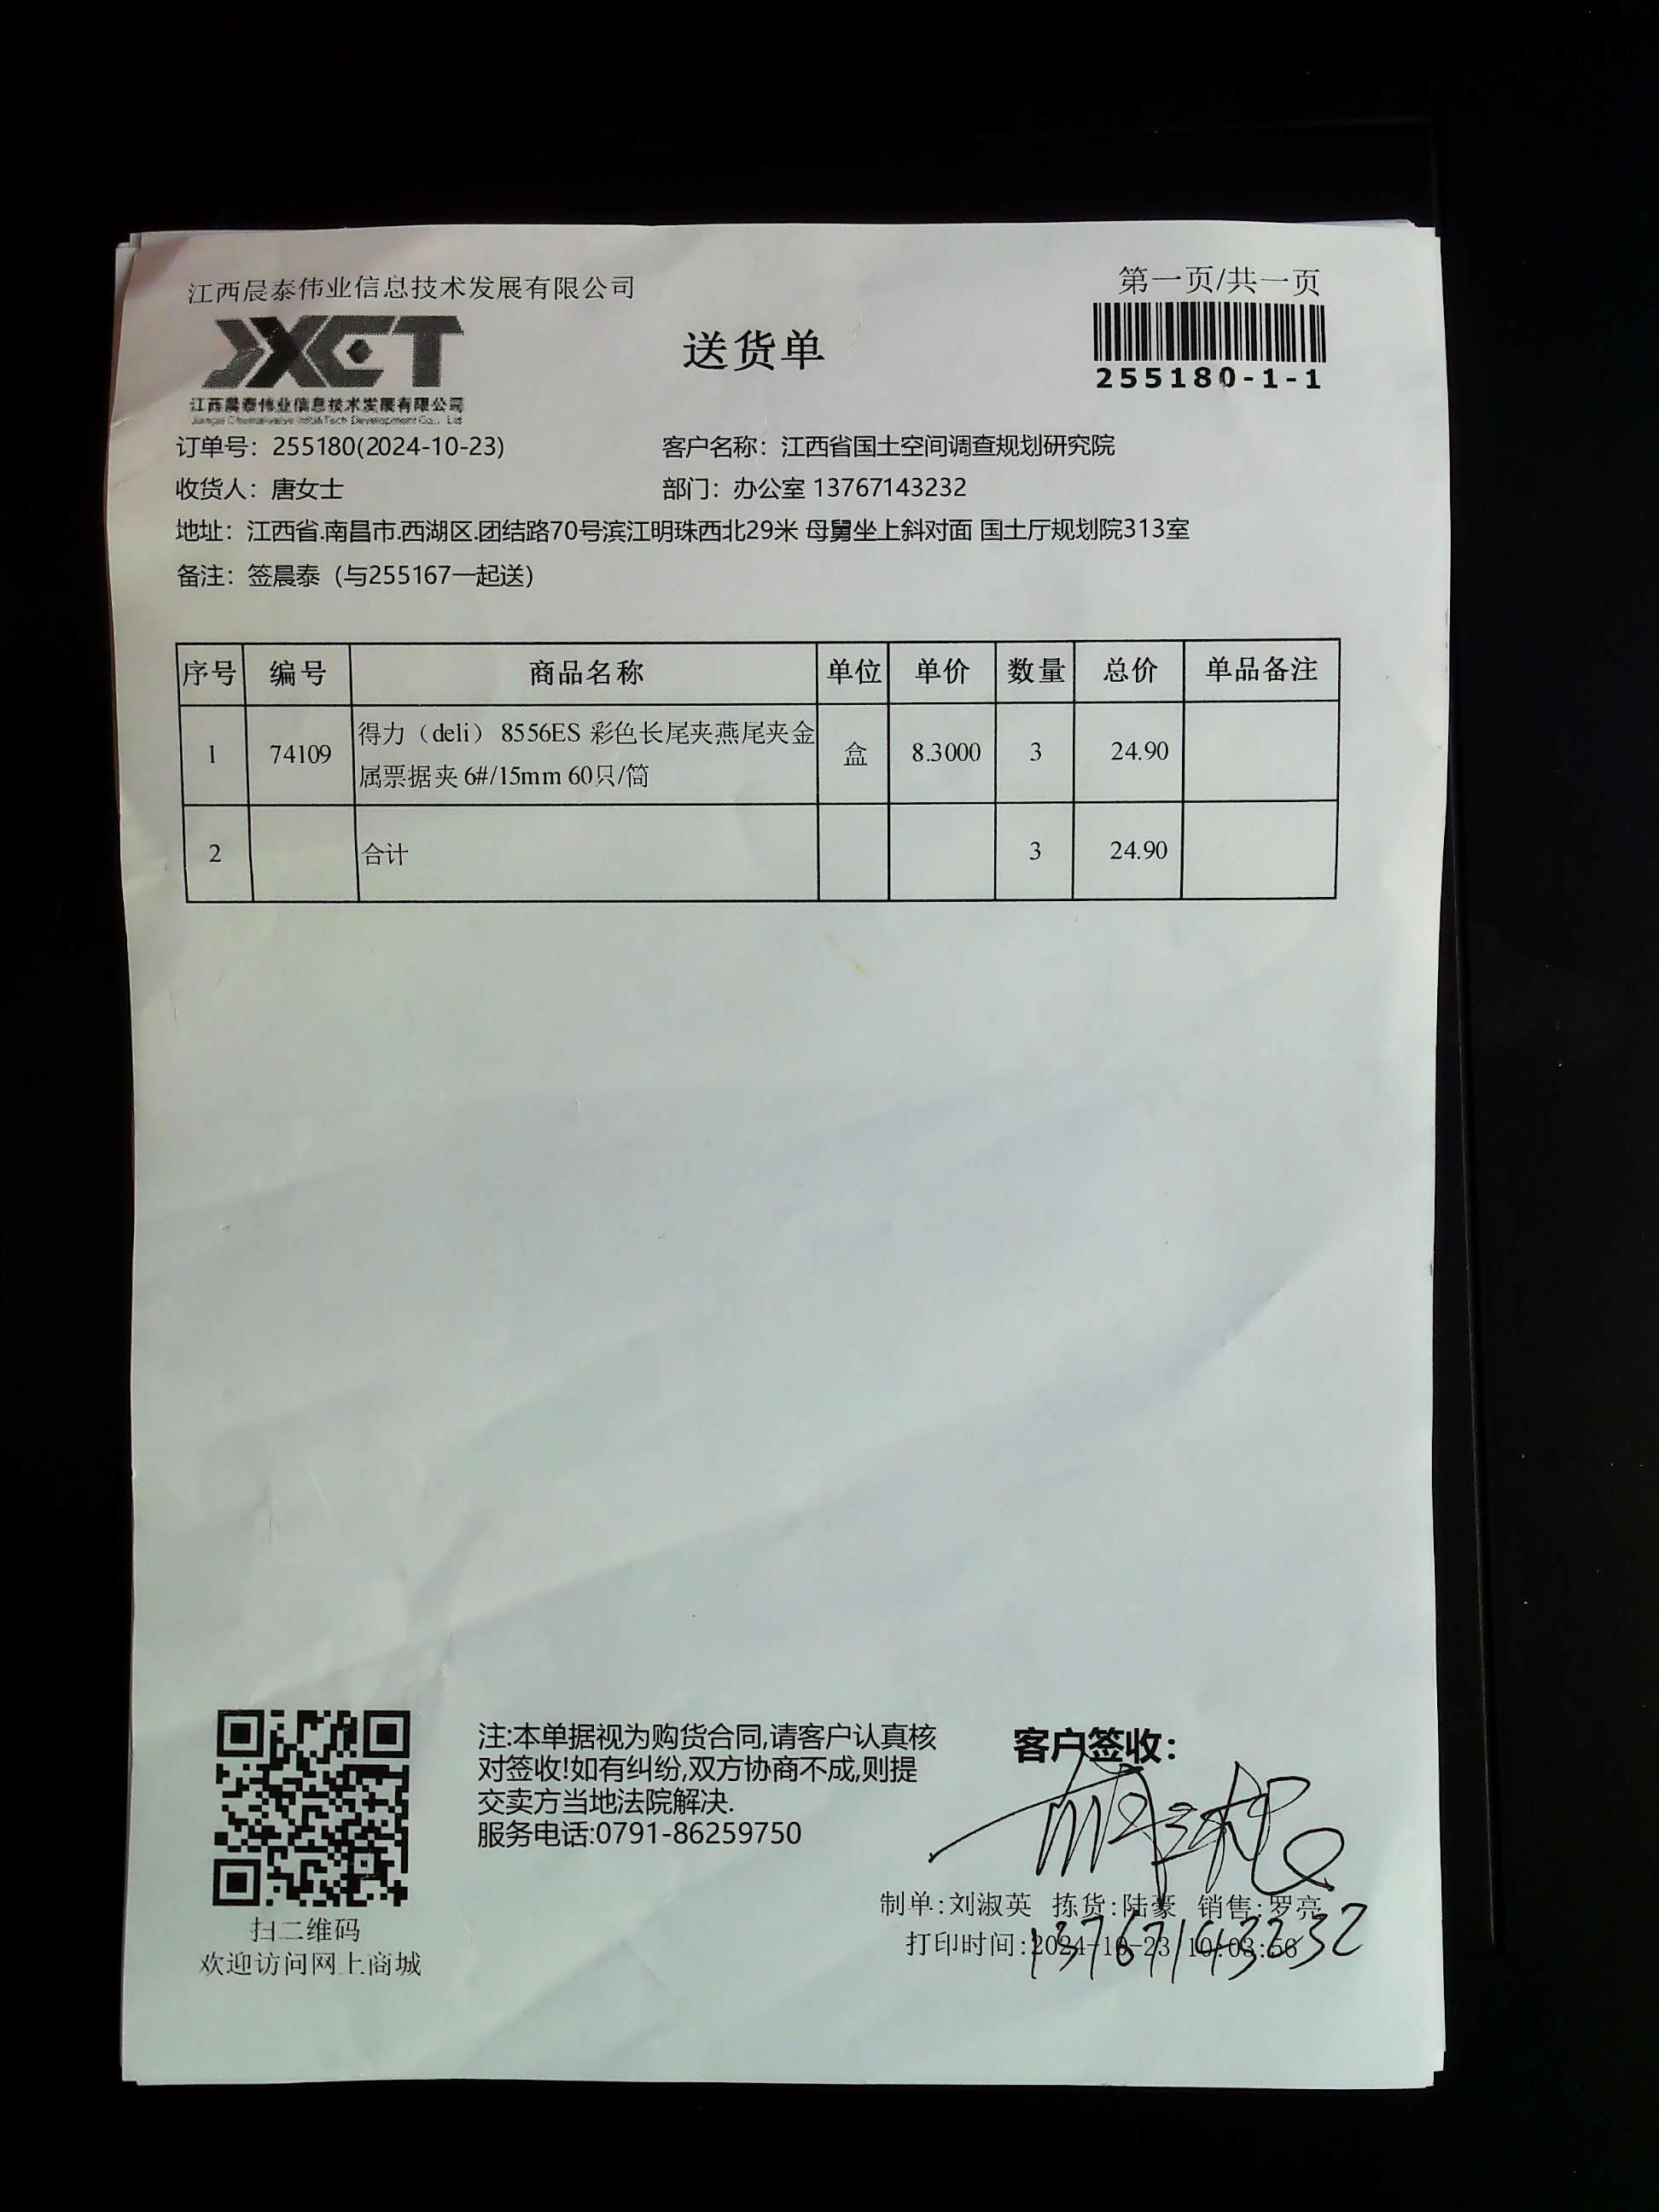 江西晨泰伟业信息技术发展有限公司
第一页/共一页
JXCT
送货单
255180-1-1
江西晨泰伟业信息技术发展有限公司
订单号：255180(2024-10-23)
客户名称：江西省国土空间调查规划研究院
收货人：唐女士
部门：办公室 13767143232
地址：江西省.南昌市.西湖区.团结路70号滨江明珠西北29米 母舅坐上斜对面 国土厅规划院313室
备注：签晨泰（与255167一起送）
序号 编号 商品名称 单位 单价 数量 总价 单品备注
1 74109 得力（deli） 8556ES 彩色长尾夹燕尾夹金 盒 8.3000 3 24.90
属票据夹 6#/15mm 60只/筒
2 合计 3 24.90
注:本单据视为购货合同,请客户认真核
对签收!如有纠纷,双方协商不成,则提
交卖方当地法院解决.
服务电话:0791-86259750
客户签收：
制单:刘淑英 拣货:陆豪 销售:罗亮
打印时间:2024-10-23 10:03:56
13767143232
扫二维码
欢迎访问网上商城